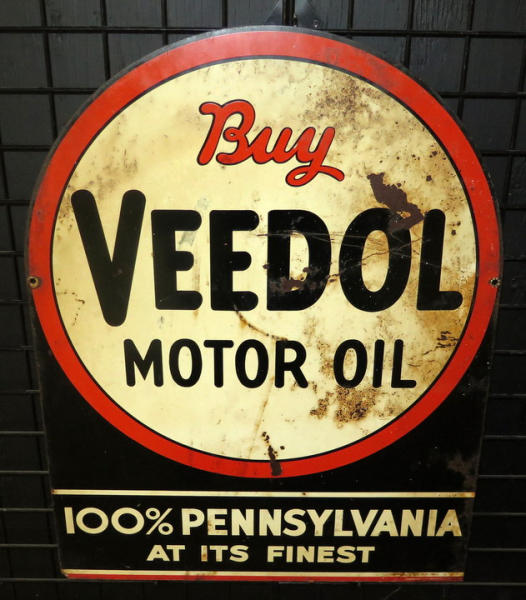 Buy
VEEDOL
MOTOR OIL
100% PENNSYLVANIA
AT ITS FINEST